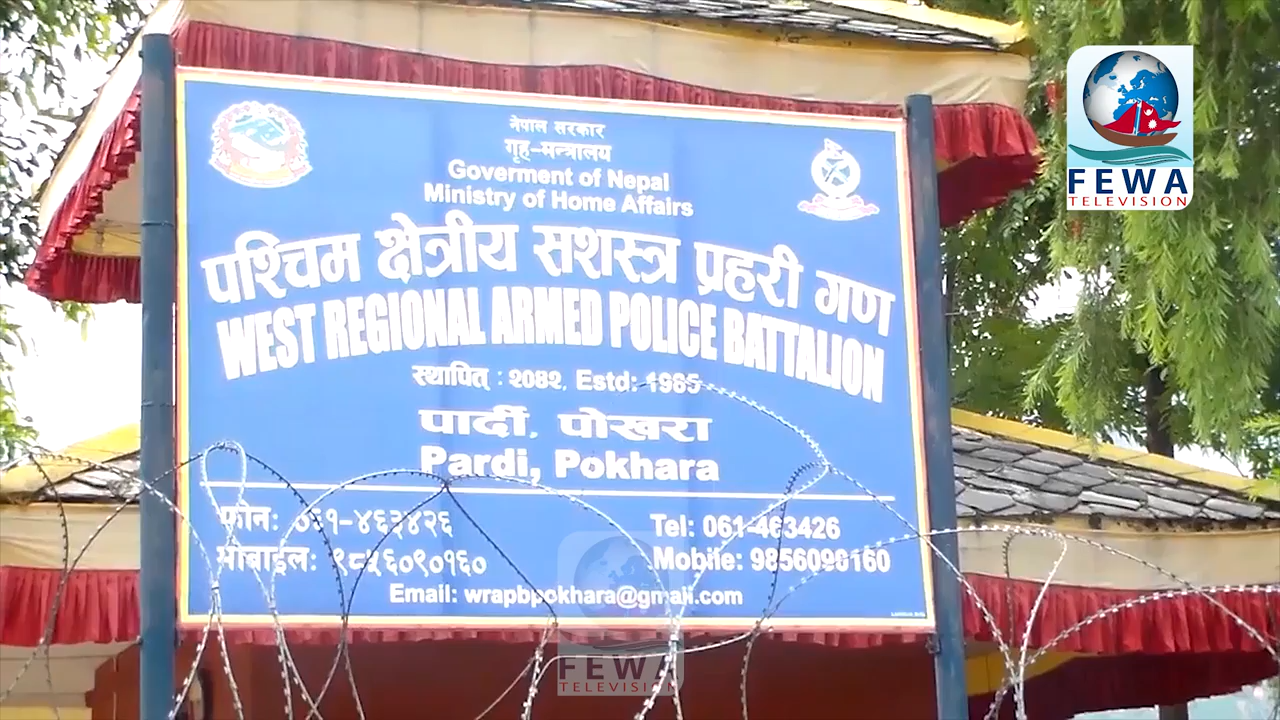 नेपाल सरकार
गृह-मन्त्रालय
Goverment of Nepal
Ministry of Home Affairs
पश्चिम क्षेत्रीय सशस्त्र प्रहरी गण
WEST REGIONAL ARMED POLICE BATTALION
स्थापित् : २०४२, Estd: 1985
पार्दी, पोखरा
Pardi, Pokhara
फोन: ०६१-४६३४२६ Tel: 061-463426
मोबाइल: ९८५६०९०१६० Mobile: 9856090160
Email: wrapbpokhara@gmail.com
FEWA
TELEVISION
FEWA
TELEVISION